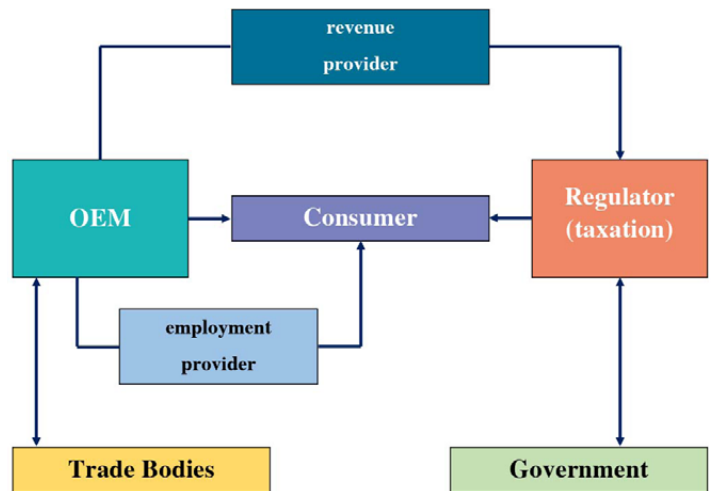 revenue
provider
OEM
Consumer
Regulator
(taxation)
employment
provider
Trade Bodies
Government